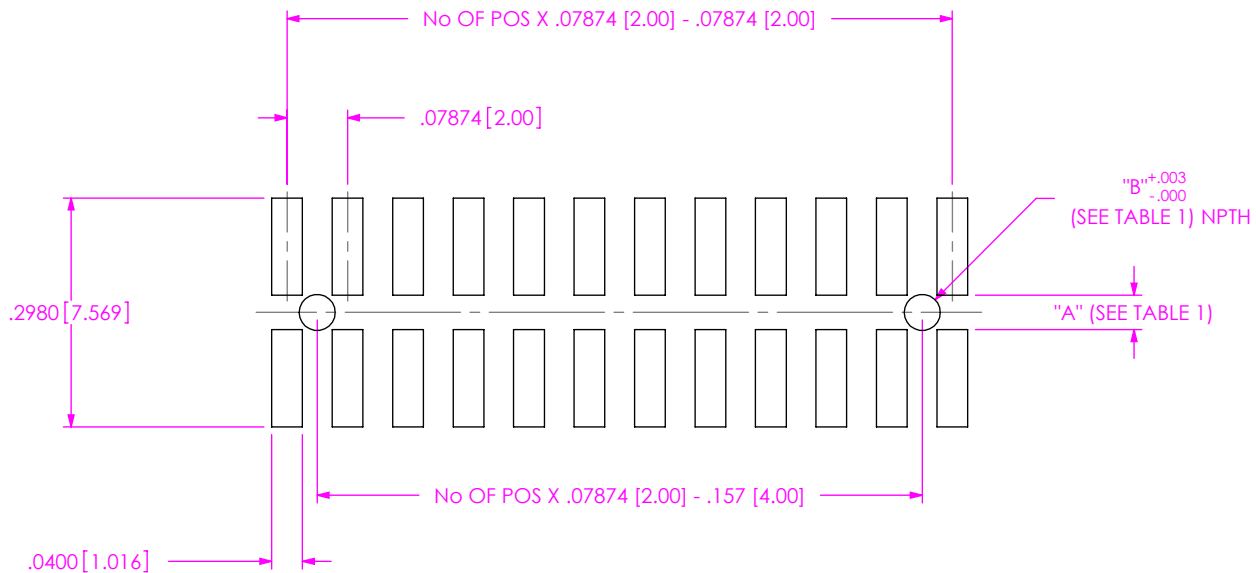 No OF POS X .07874 [2.00] - .07874 [2.00]
.07874 [2.00]
"B" +.003 -.000
(SEE TABLE 1) NPTH
.2980 [7.569]
"A" (SEE TABLE 1)
No OF POS X .07874 [2.00] - .157 [4.00]
.0400 [1.016]